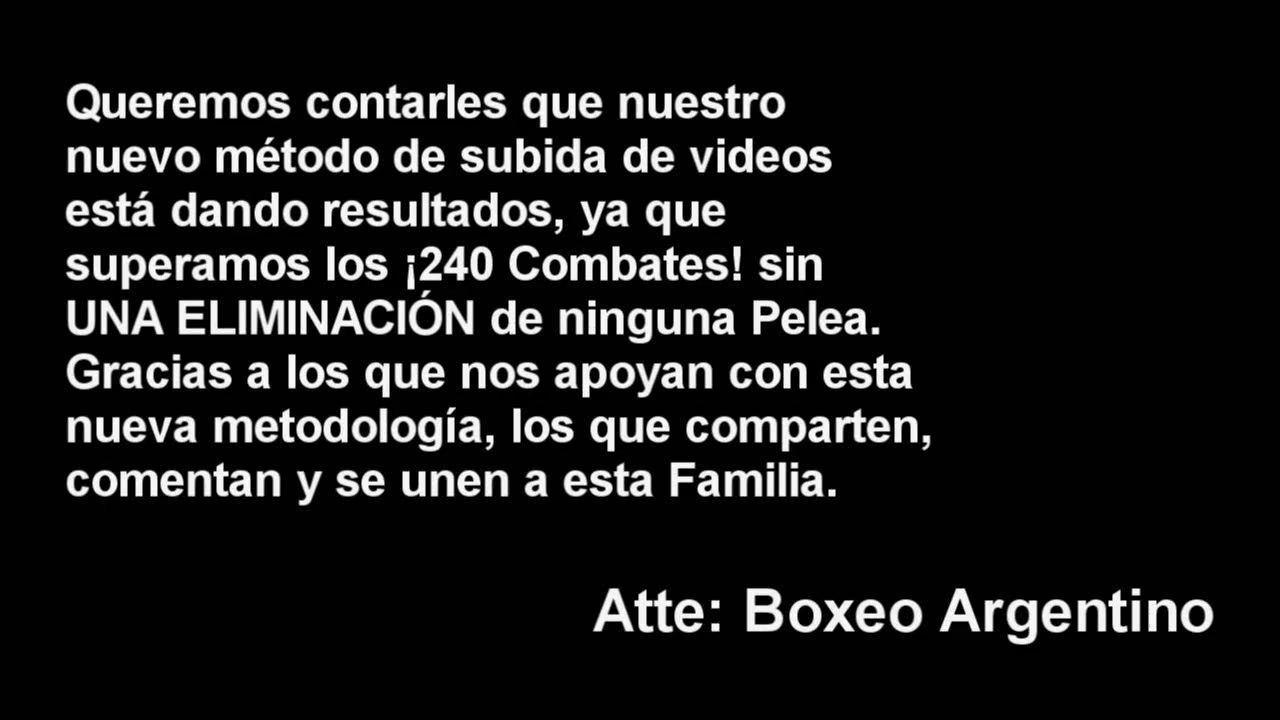 Queremos contarles que nuestro
nuevo método de subida de videos
está dando resultados, ya que
superamos los ¡240 Combates! sin
UNA ELIMINACIÓN de ninguna Pelea.
Gracias a los que nos apoyan con esta
nueva metodología, los que comparten,
comentan y se unen a esta Familia.
Atte: Boxeo Argentino